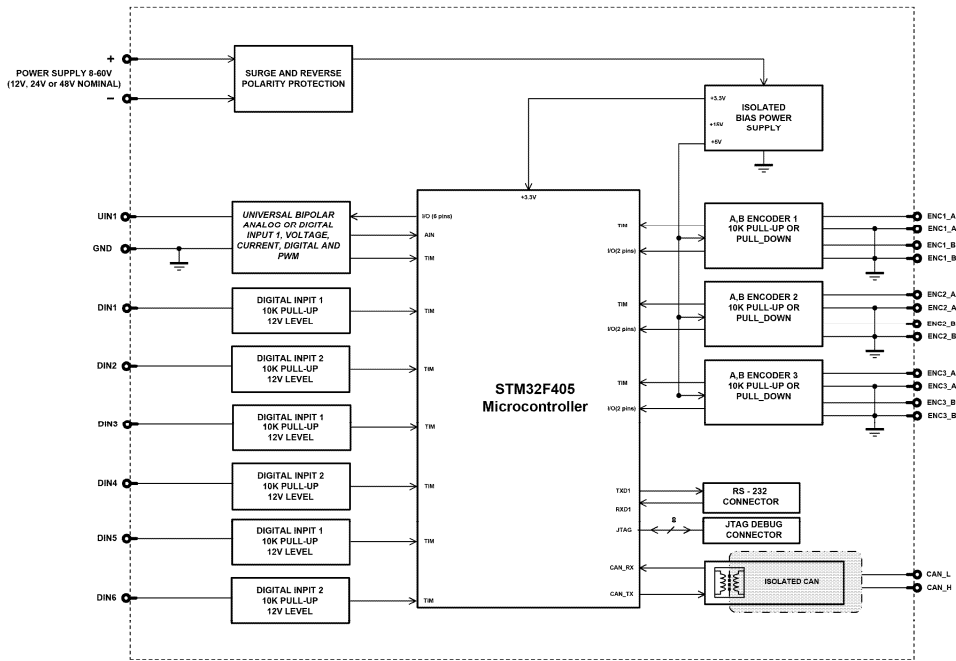 POWER SUPPLY 8-60V
(12V, 24V or 48V NOMINAL)
+
−
SURGE AND REVERSE
POLARITY PROTECTION
+3.3V
+15V
+5V
ISOLATED
BIAS POWER
SUPPLY
UIN1
GND
UNIVERSAL BIPOLAR
ANALOG OR DIGITAL
INPUT 1, VOLTAGE,
CURRENT, DIGITAL AND
PWM
DIN1
DIGITAL INPIT 1
10K PULL-UP
12V LEVEL
DIN2
DIGITAL INPIT 2
10K PULL-UP
12V LEVEL
DIN3
DIGITAL INPIT 1
10K PULL-UP
12V LEVEL
DIN4
DIGITAL INPIT 2
10K PULL-UP
12V LEVEL
DIN5
DIGITAL INPIT 1
10K PULL-UP
12V LEVEL
DIN6
DIGITAL INPIT 2
10K PULL-UP
12V LEVEL
+3.3V
I/O (6 pins)
AIN
TIM
TIM
TIM
TIM
TIM
TIM
TIM
STM32F405
Microcontroller
TIM
I/O(2 pins)
TIM
I/O(2 pins)
TIM
I/O(2 pins)
TXD1
RXD1
JTAG
CAN_RX
CAN_TX
A,B ENCODER 1
10K PULL-UP OR
PULL_DOWN
ENC1_A
ENC1_A
ENC1_B
ENC1_B
A,B ENCODER 2
10K PULL-UP OR
PULL_DOWN
ENC2_A
ENC2_A
ENC2_B
ENC2_B
A,B ENCODER 3
10K PULL-UP OR
PULL_DOWN
ENC3_A
ENC3_A
ENC3_B
ENC3_B
RS - 232
CONNECTOR
8
JTAG DEBUG
CONNECTOR
ISOLATED CAN
CAN_L
CAN_H